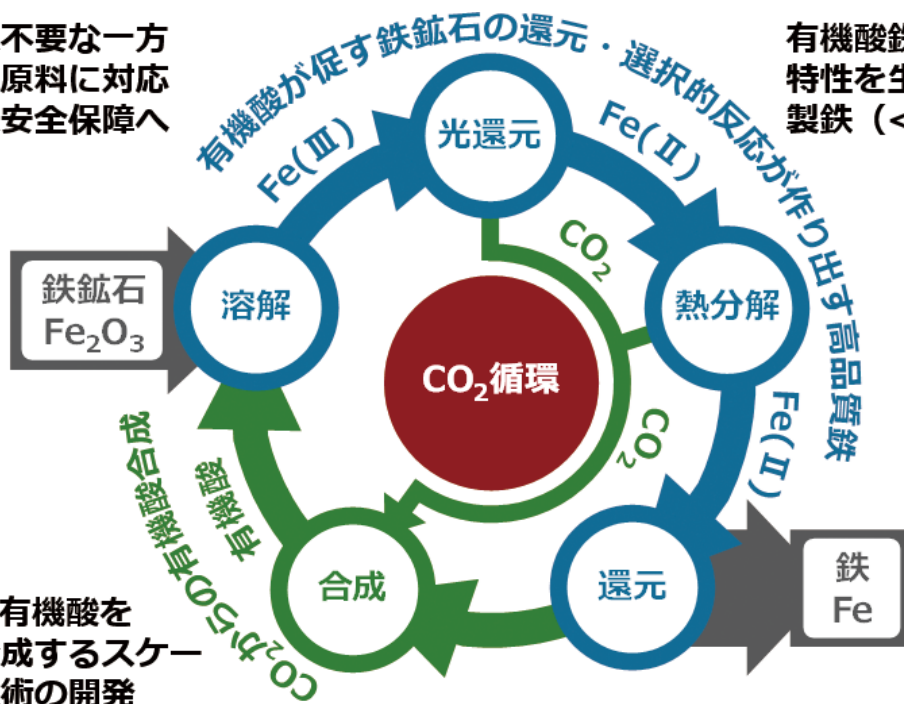 不要な一方
原料に対応
安全保障へ
有機酸が促す鉄鉱石の還元・選択的反応が作り出す高品質鉄
有機酸鉄
特性を生
製鉄（<
Fe(Ⅲ)
光還元
Fe(Ⅱ)
CO₂
鉄鉱石
Fe₂O₃
溶解
熱分解
CO₂循環
CO₂
Fe(Ⅱ)
CO₂からの有機酸合成
有機酸
合成
還元
鉄
Fe
有機酸を
成するスケー
術の開発